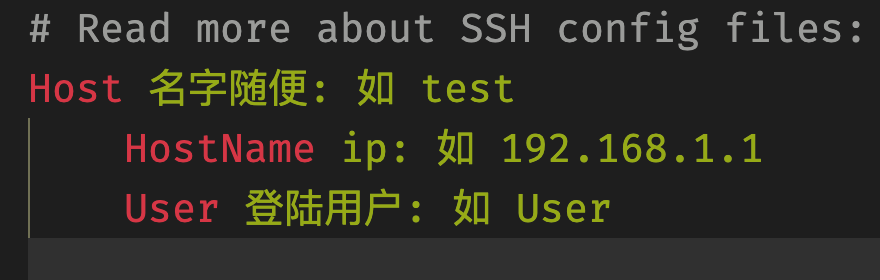 # Read more about SSH config files:
Host 名字随便: 如 test
HostName ip: 如 192.168.1.1
User 登陆用户: 如 User